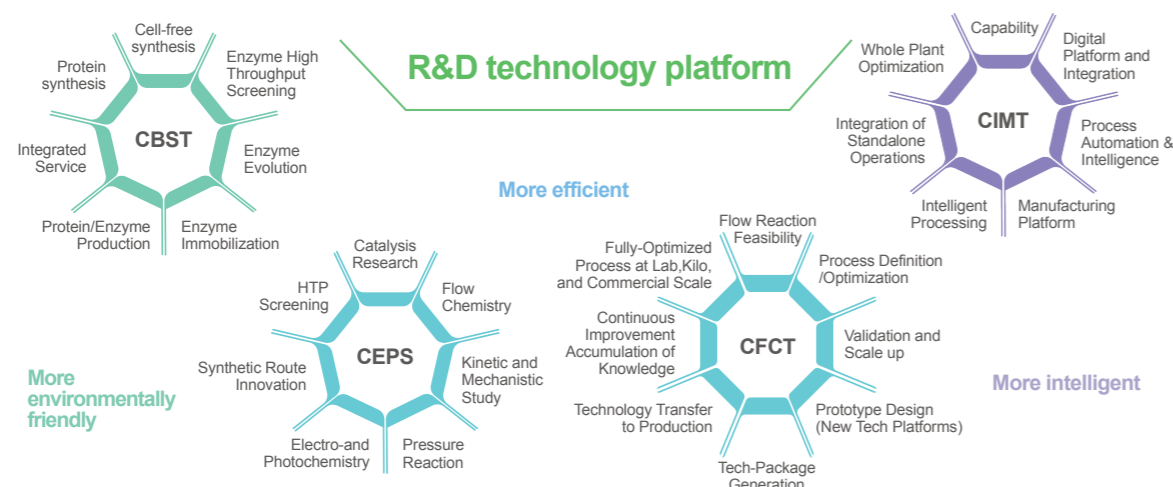 R&D technology platform
Cell-free
synthesis
Enzyme High
Throughput
Screening
Enzyme
Evolution
Enzyme
Immobilization
Protein/Enzyme
Production
Integrated
Service
Protein
synthesis
CBST
More
environmentally
friendly
More efficient
Catalysis
Research
Flow
Chemistry
Kinetic and
Mechanistic
Study
Pressure
Reaction
Electro-and
Photochemistry
Synthetic Route
Innovation
HTP
Screening
CEPS
Flow Reaction
Feasibility
Process Definition
/Optimization
Validation and
Scale up
Prototype Design
(New Tech Platforms)
Tech-Package
Generation
Technology Transfer
to Production
Continuous
Improvement
Accumulation of
Knowledge
Fully-Optimized
Process at Lab,Kilo,
and Commercial Scale
CFCT
Capability
Digital
Platform and
Integration
Process
Automation &
Intelligence
Manufacturing
Platform
Intelligent
Processing
Integration of
Standalone
Operations
Whole Plant
Optimization
CIMT
More intelligent